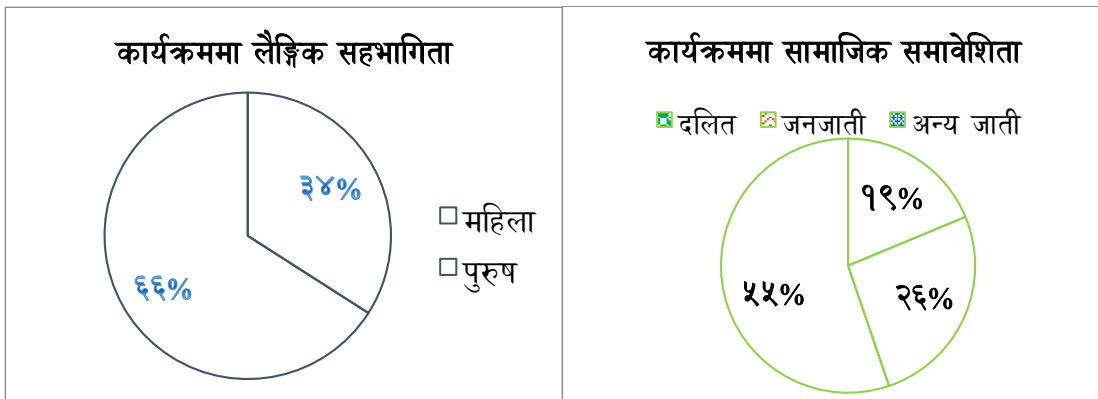 कार्यक्रममा लैङ्गिक सहभागिता
३४%
६६%
महिला
पुरुष
कार्यक्रममा सामाजिक समावेशिता
दलित जनजाती अन्य जाती
१९%
५५%
२६%